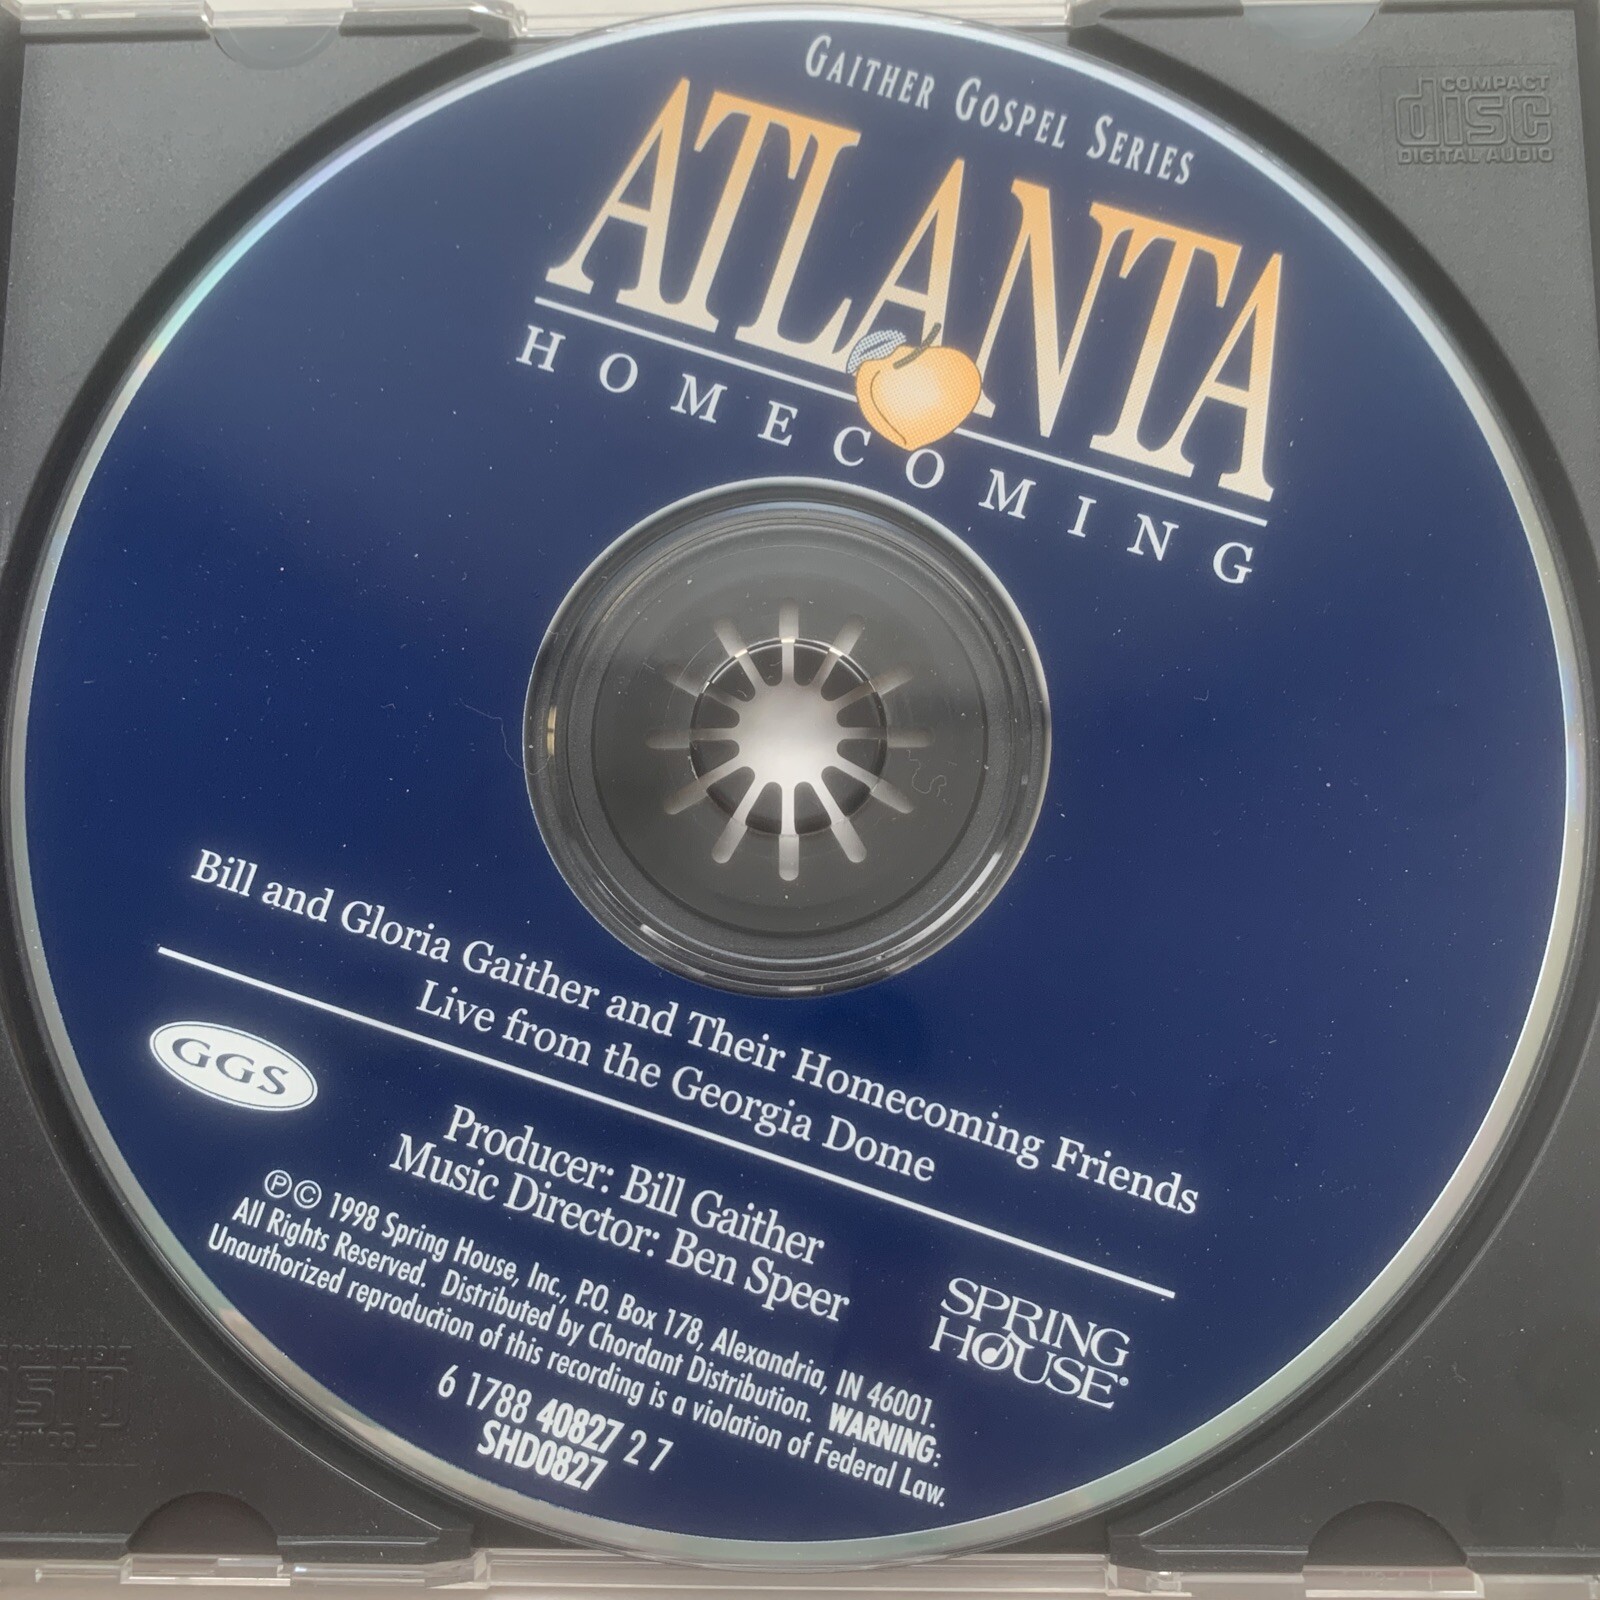 GAITHER GOSPEL SERIES
ATLANTA
HOMECOMING
COMPACT
disc
DIGITAL AUDIO
Bill and Gloria Gaither and Their Homecoming Friends
Live from the Georgia Dome
GGS
Producer: Bill Gaither
Music Director: Ben Speer
℗© 1998 Spring House, Inc., P.O. Box 178, Alexandria, IN 46001.
All Rights Reserved. Distributed by Chordant Distribution. WARNING:
Unauthorized reproduction of this recording is a violation of Federal Law.
6 1788 40827 2 7
SHD0827
SPRING
HOUSE